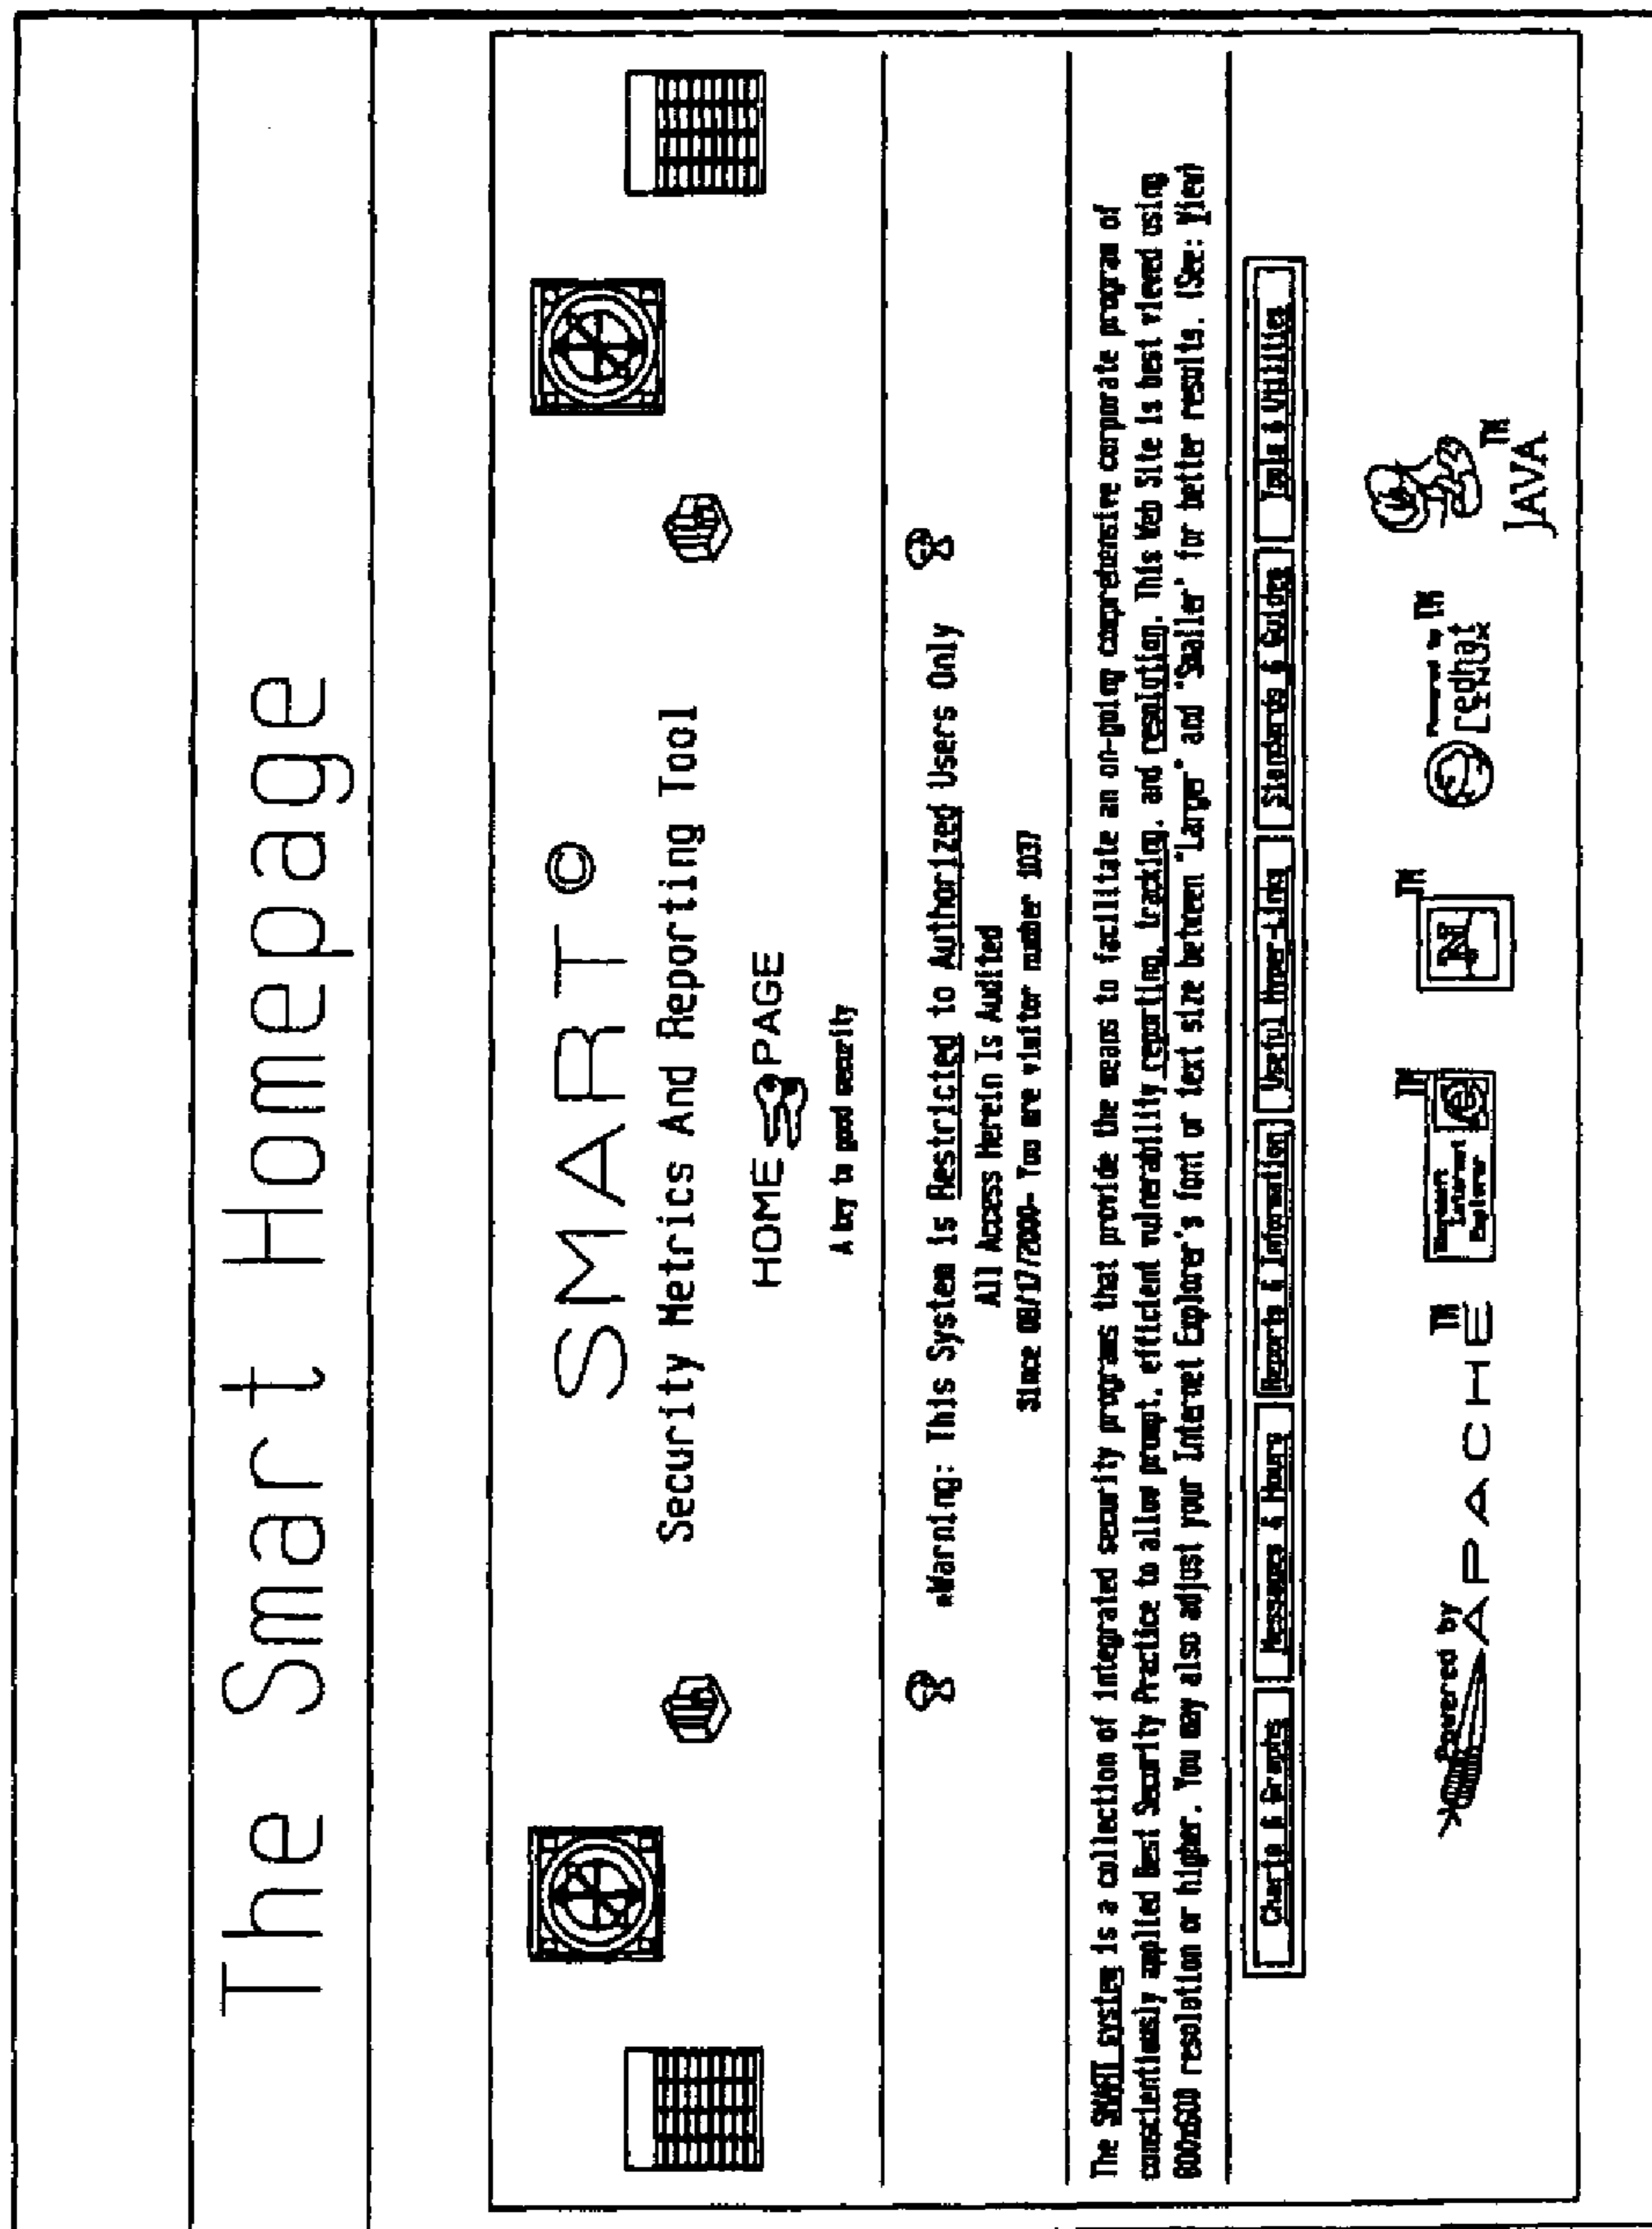 The Smart Homepage
SMART ©
Security Metrics And Reporting Tool
HOME PAGE
A key to good security
*Warning: This System is Restricted to Authorized Users Only
All Access Herein Is Audited
Since 08/17/2000- You are visitor number 1037
The SMART system is a collection of integrated security programs that provide the means to facilitate an on-going comprehensive corporate program of
conscientiously applied Best Security Practice to allow prompt, efficient vulnerability reporting, tracking, and resolution. This Web Site is best viewed using
800x600 resolution or higher. You may also adjust your Internet Explorer's font or text size between "Larger" and "Smaller" for better results. (See: View)
Charts & Graphs Messages & Hours Reports & Information Useful Hyper-Links Standards & Guides Tools & Utilities
Powered by
APACHE TM
Microsoft
Internet
Explorer
TM
N TM
Powered by
redhat TM
LINUX
JAVA TM